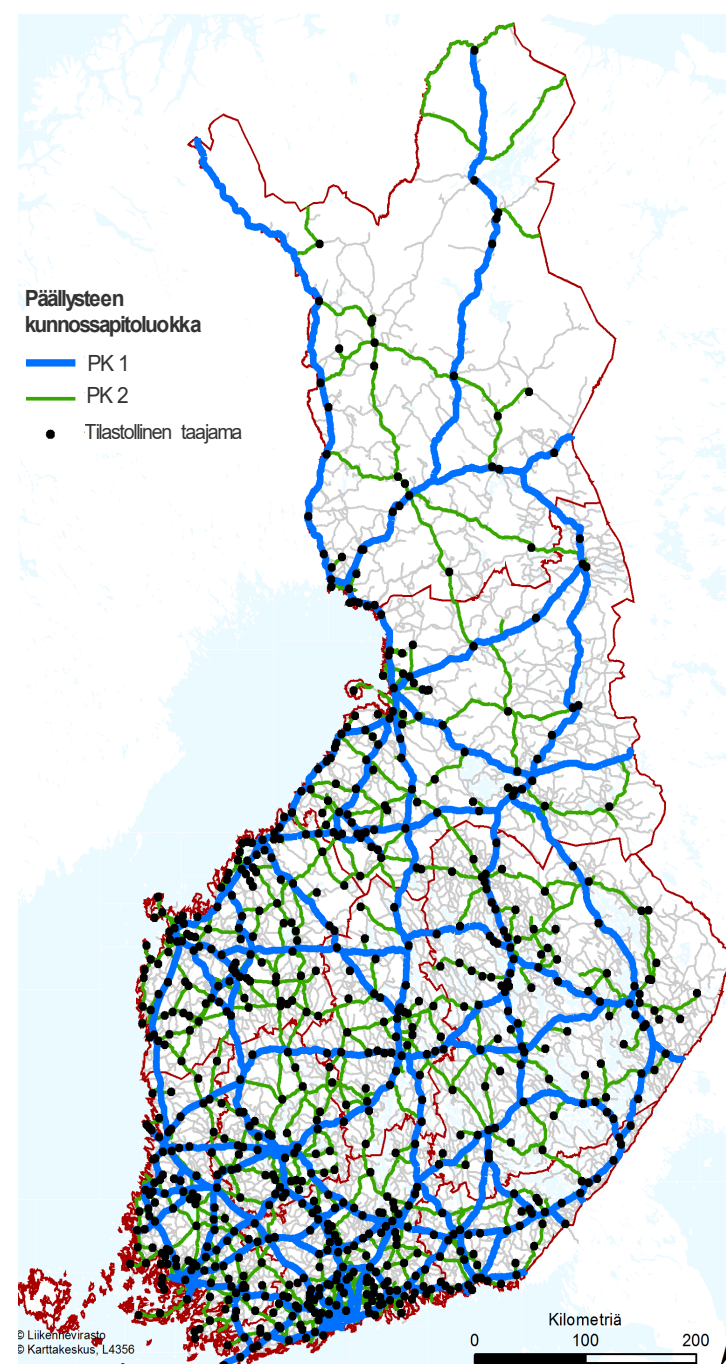 Päällysteen
kunnossapitoluokka
PK 1
PK 2
Tilastollinen taajama
Kilometriä
0 100 200
© Liikennevirasto
© Karttakeskus, L4356